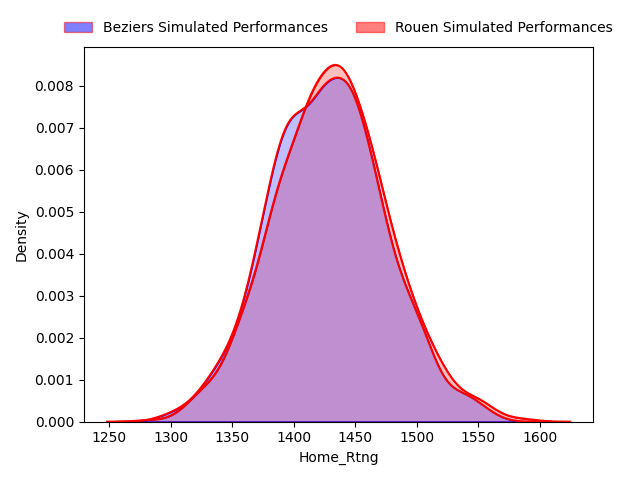 Beziers Simulated Performances
Rouen Simulated Performances
Density
0.008
0.007
0.006
0.005
0.004
0.003
0.002
0.001
0.000
1250 1300 1350 1400 1450 1500 1550 1600
Home_Rtng